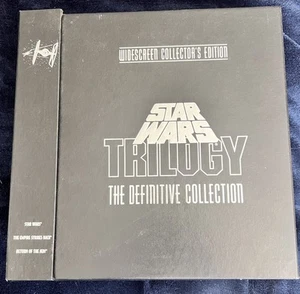 WIDESCREEN COLLECTOR'S EDITION
STAR
WARS
TRILOGY
THE DEFINITIVE COLLECTION
STAR WARS
THE EMPIRE STRIKES BACK
RETURN OF THE JEDI